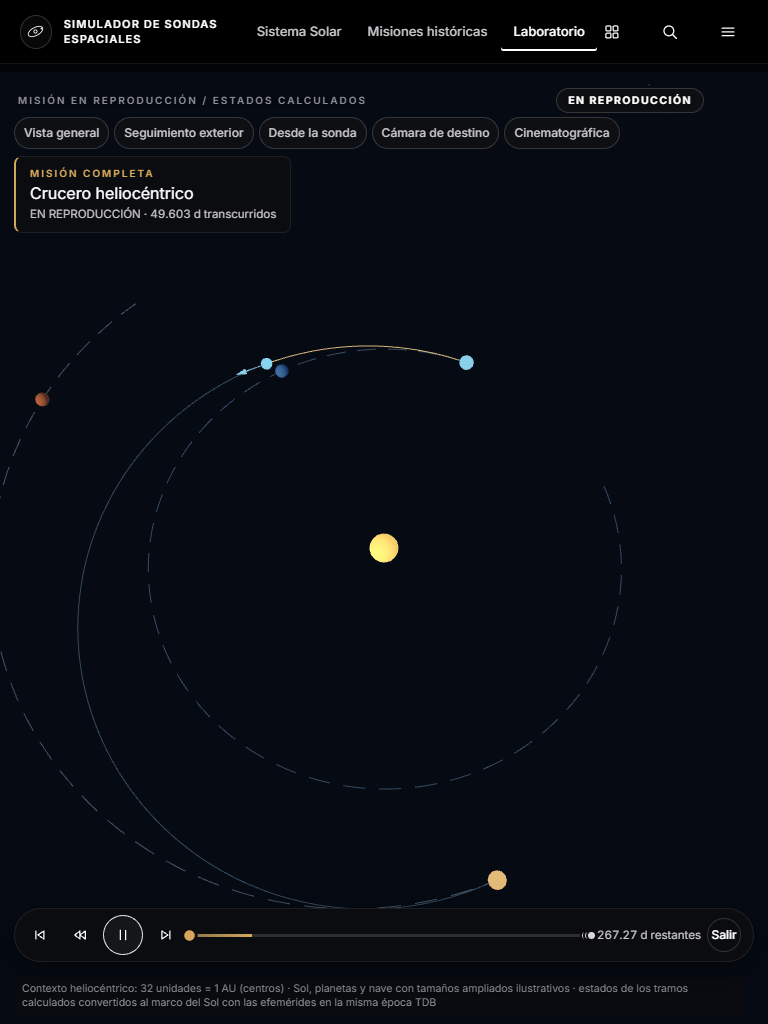 SIMULADOR DE SONDAS
ESPACIALES
Sistema Solar
Misiones históricas
Laboratorio
MISIÓN EN REPRODUCCIÓN / ESTADOS CALCULADOS
EN REPRODUCCIÓN
Vista general
Seguimiento exterior
Desde la sonda
Cámara de destino
Cinematográfica
MISIÓN COMPLETA
Crucero heliocéntrico
EN REPRODUCCIÓN · 49.603 d transcurridos
267.27 d restantes
Salir
Contexto heliocéntrico: 32 unidades = 1 AU (centros) · Sol, planetas y nave con tamaños ampliados ilustrativos · estados de los tramos
calculados convertidos al marco del Sol con las efemérides en la misma época TDB